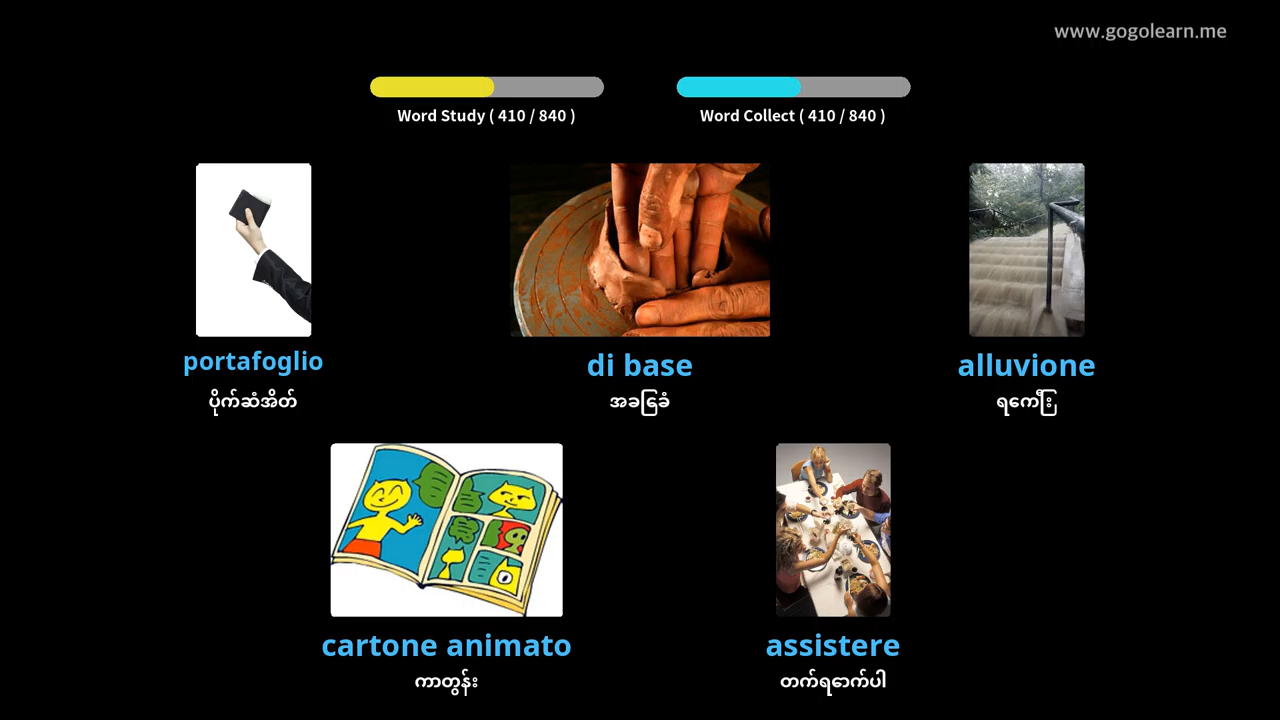 www.gogolearn.me
Word Study ( 410 / 840 )
Word Collect ( 410 / 840 )
portafoglio
di base
alluvione
ပိုက်ဆံအိတ်
အခြေခံ
ရေကြီး
cartone animato
assistere
ကာတွန်း
တက်ရောက်ပါ